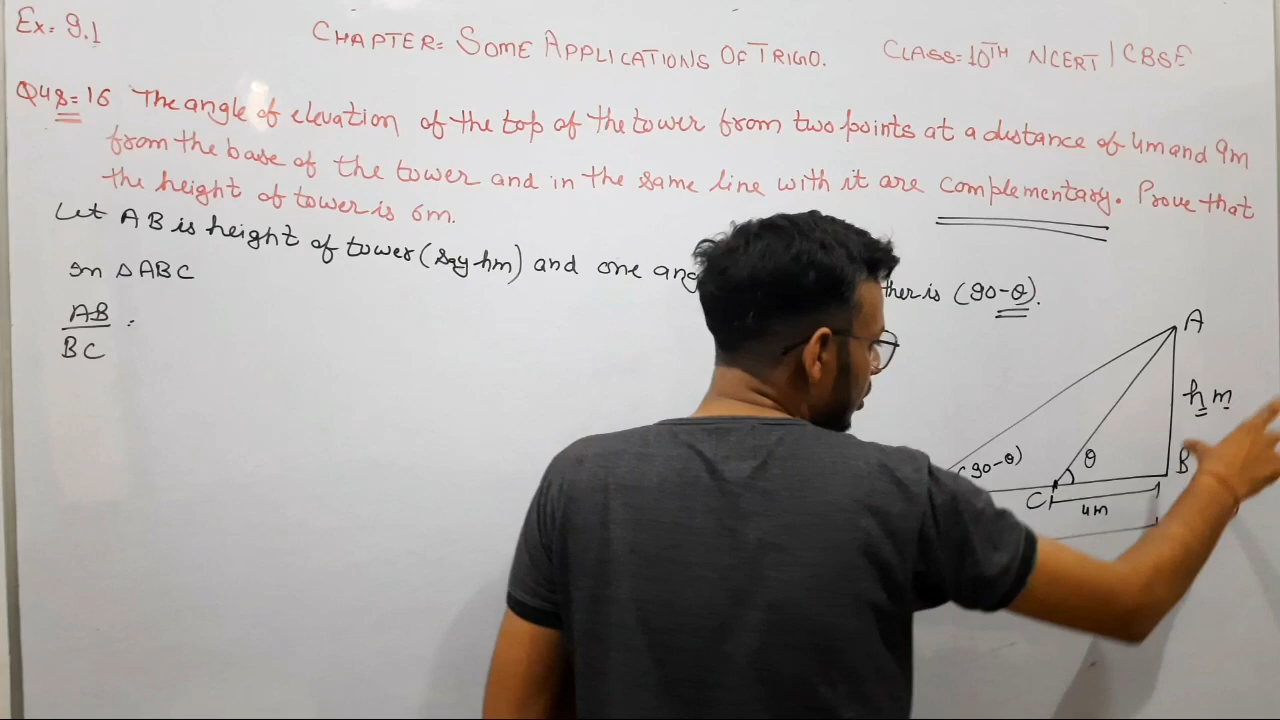 Ex= 9.1
CHAPTER= SOME APPLICATIONS OF TRIGO.
CLASS=10TH NCERT | CBSE
Qus=16 The angle of elevation of the top of the tower from two points at a distance of 4m and 9m
from the base of the tower and in the same line with it are complementary. Prove that
the height of tower is 6m.
Let AB is height of tower (say hm) and one ang ther is (90-θ).
In △ABC
AB
BC
A
h m
B
(90-θ)
θ
C
4m